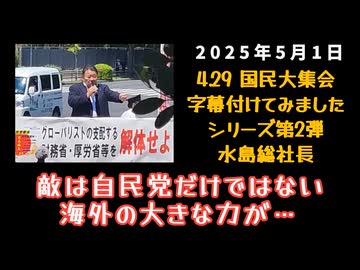 2025年5月1日
4.29 国民大集会
字幕付けてみました
シリーズ第2弾
水島総社長
グローバリストの支配する
財務省・厚労省等を
解体せよ
敵は自民党だけではない
海外の大きな力が…